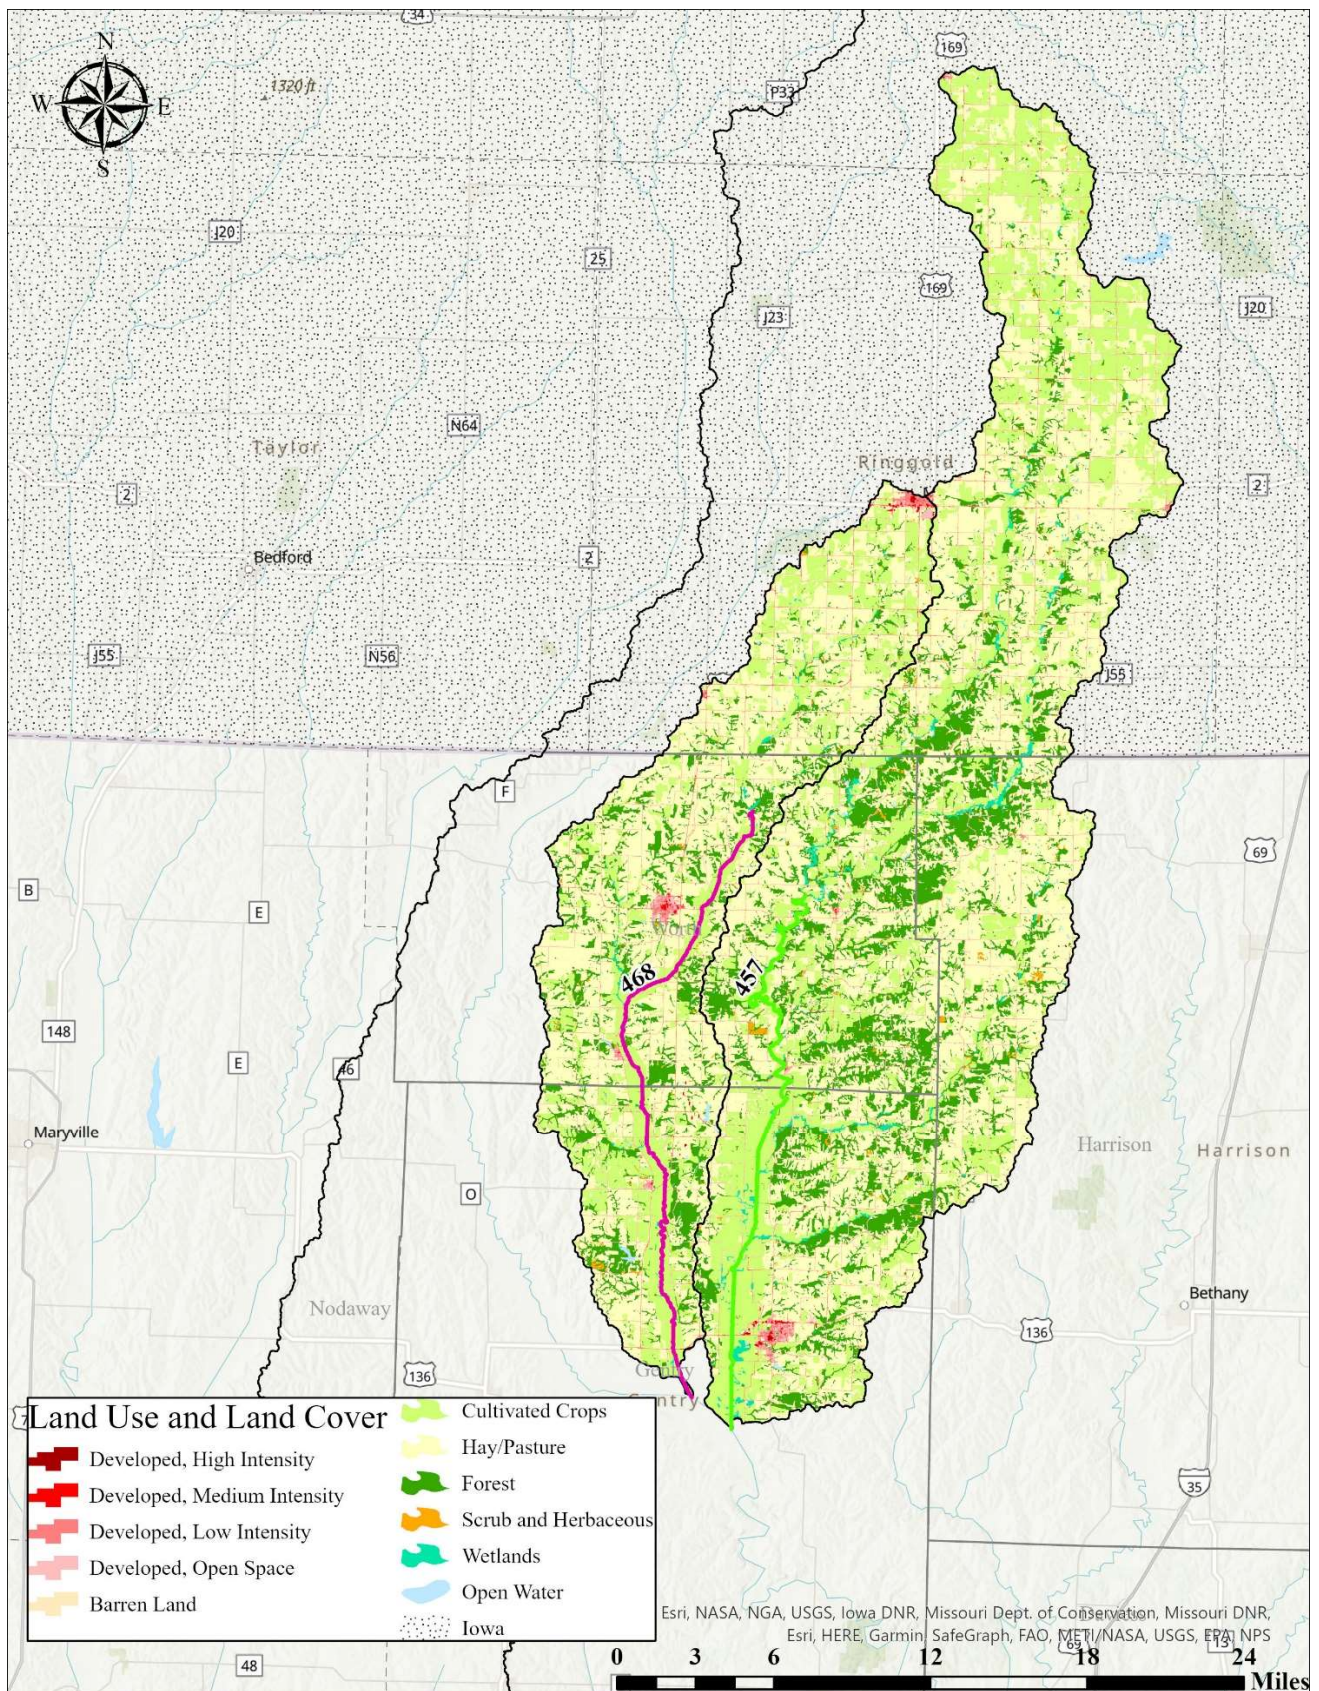 34
169
N
W
E
S
1320 ft
P33
J20
25
169
J23
J20
N64
Taylor
Ringgold
2
2
Bedford
2
J55
N56
J55
F
69
B
E
Worth
468
457
148
E
46
Maryville
Harrison
Harrison
O
Nodaway
Bethany
136
136
Gentry
Land Use and Land Cover
Developed, High Intensity
Developed, Medium Intensity
Developed, Low Intensity
Developed, Open Space
Barren Land
Cultivated Crops
Hay/Pasture
Forest
Scrub and Herbaceous
Wetlands
Open Water
Iowa
35
Esri, NASA, NGA, USGS, Iowa DNR, Missouri Dept. of Conservation, Missouri DNR,
Esri, HERE, Garmin, SafeGraph, FAO, METI/NASA, USGS, EPA, NPS
69
13
48
0 3 6 12 18 24
Miles